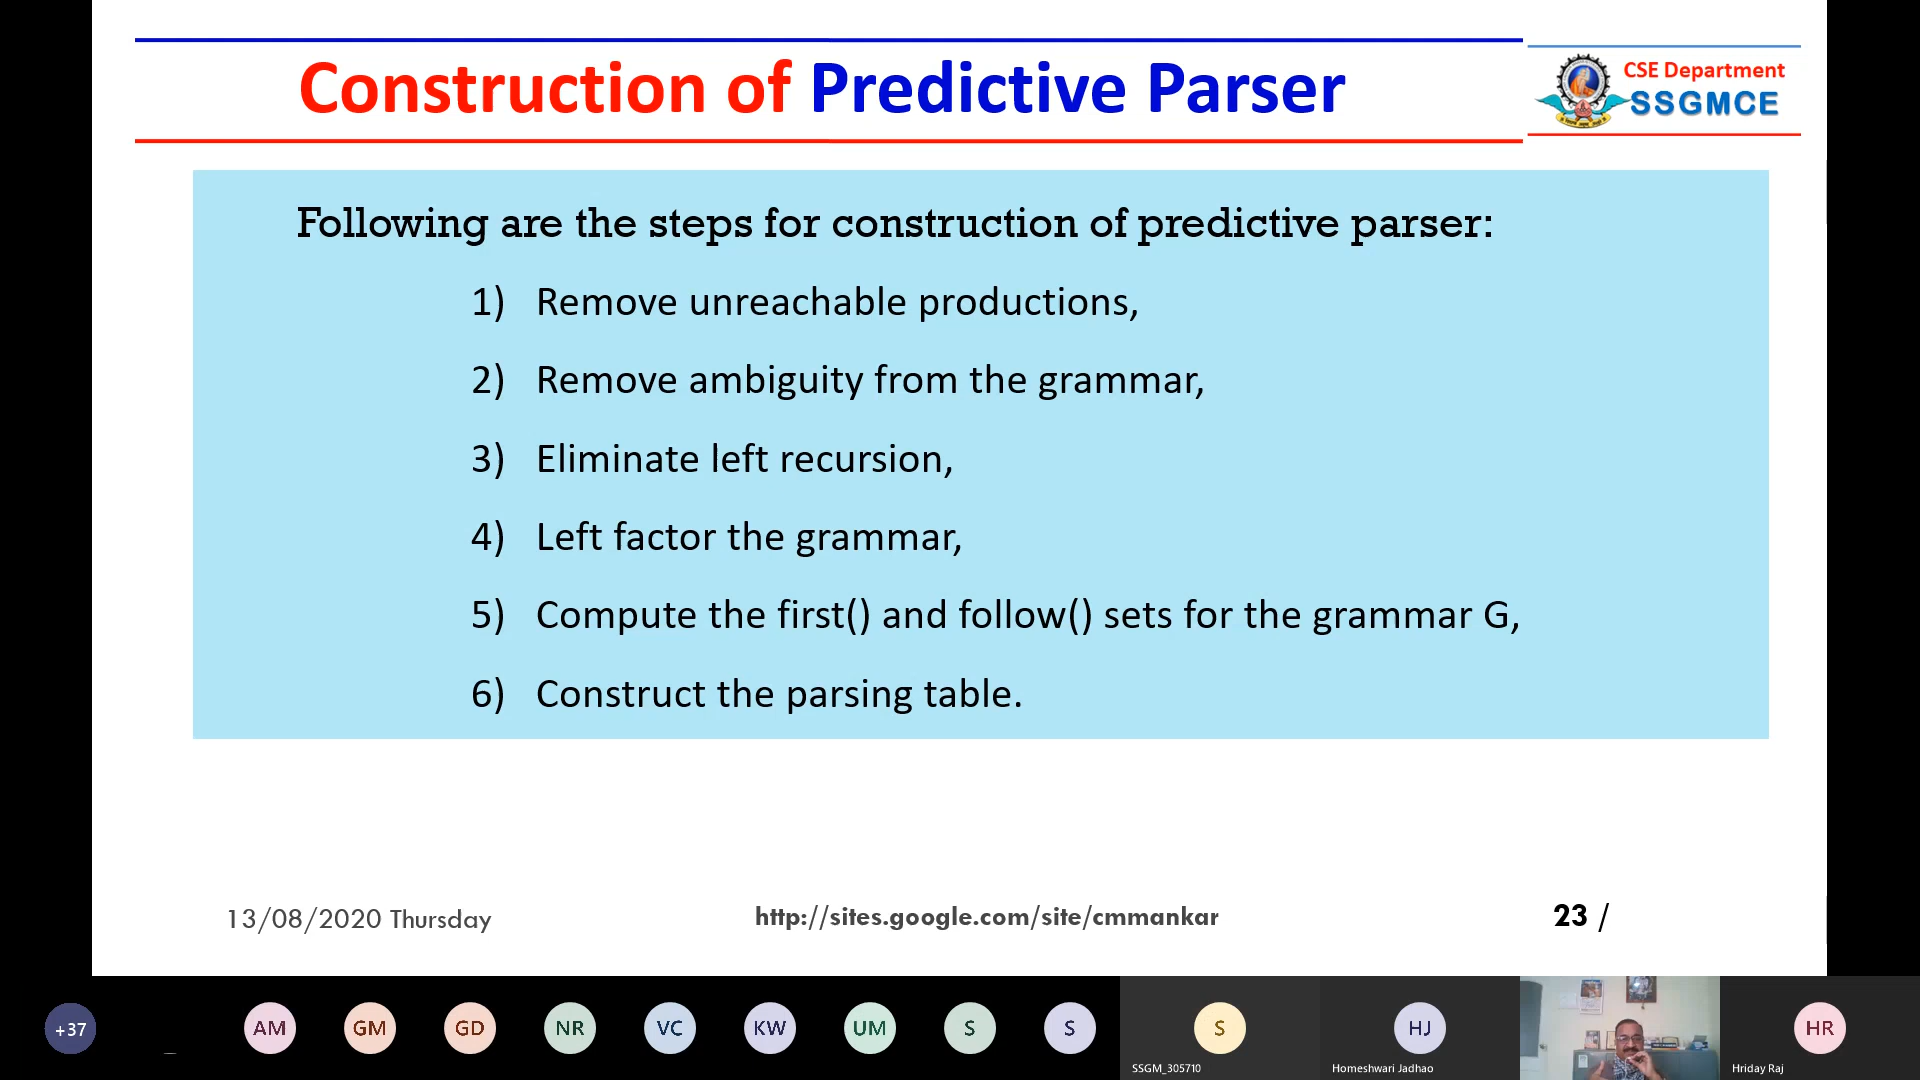 Construction of Predictive Parser
CSE Department
SSGMCE
Following are the steps for construction of predictive parser:
1) Remove unreachable productions,
2) Remove ambiguity from the grammar,
3) Eliminate left recursion,
4) Left factor the grammar,
5) Compute the first() and follow() sets for the grammar G,
6) Construct the parsing table.
13/08/2020 Thursday
http://sites.google.com/site/cmmankar
23 /
+37
AM
GM
GD
NR
VC
KW
UM
S
S
S
HJ
HR
SSGM_305710
Homeshwari Jadhao
Hriday Raj